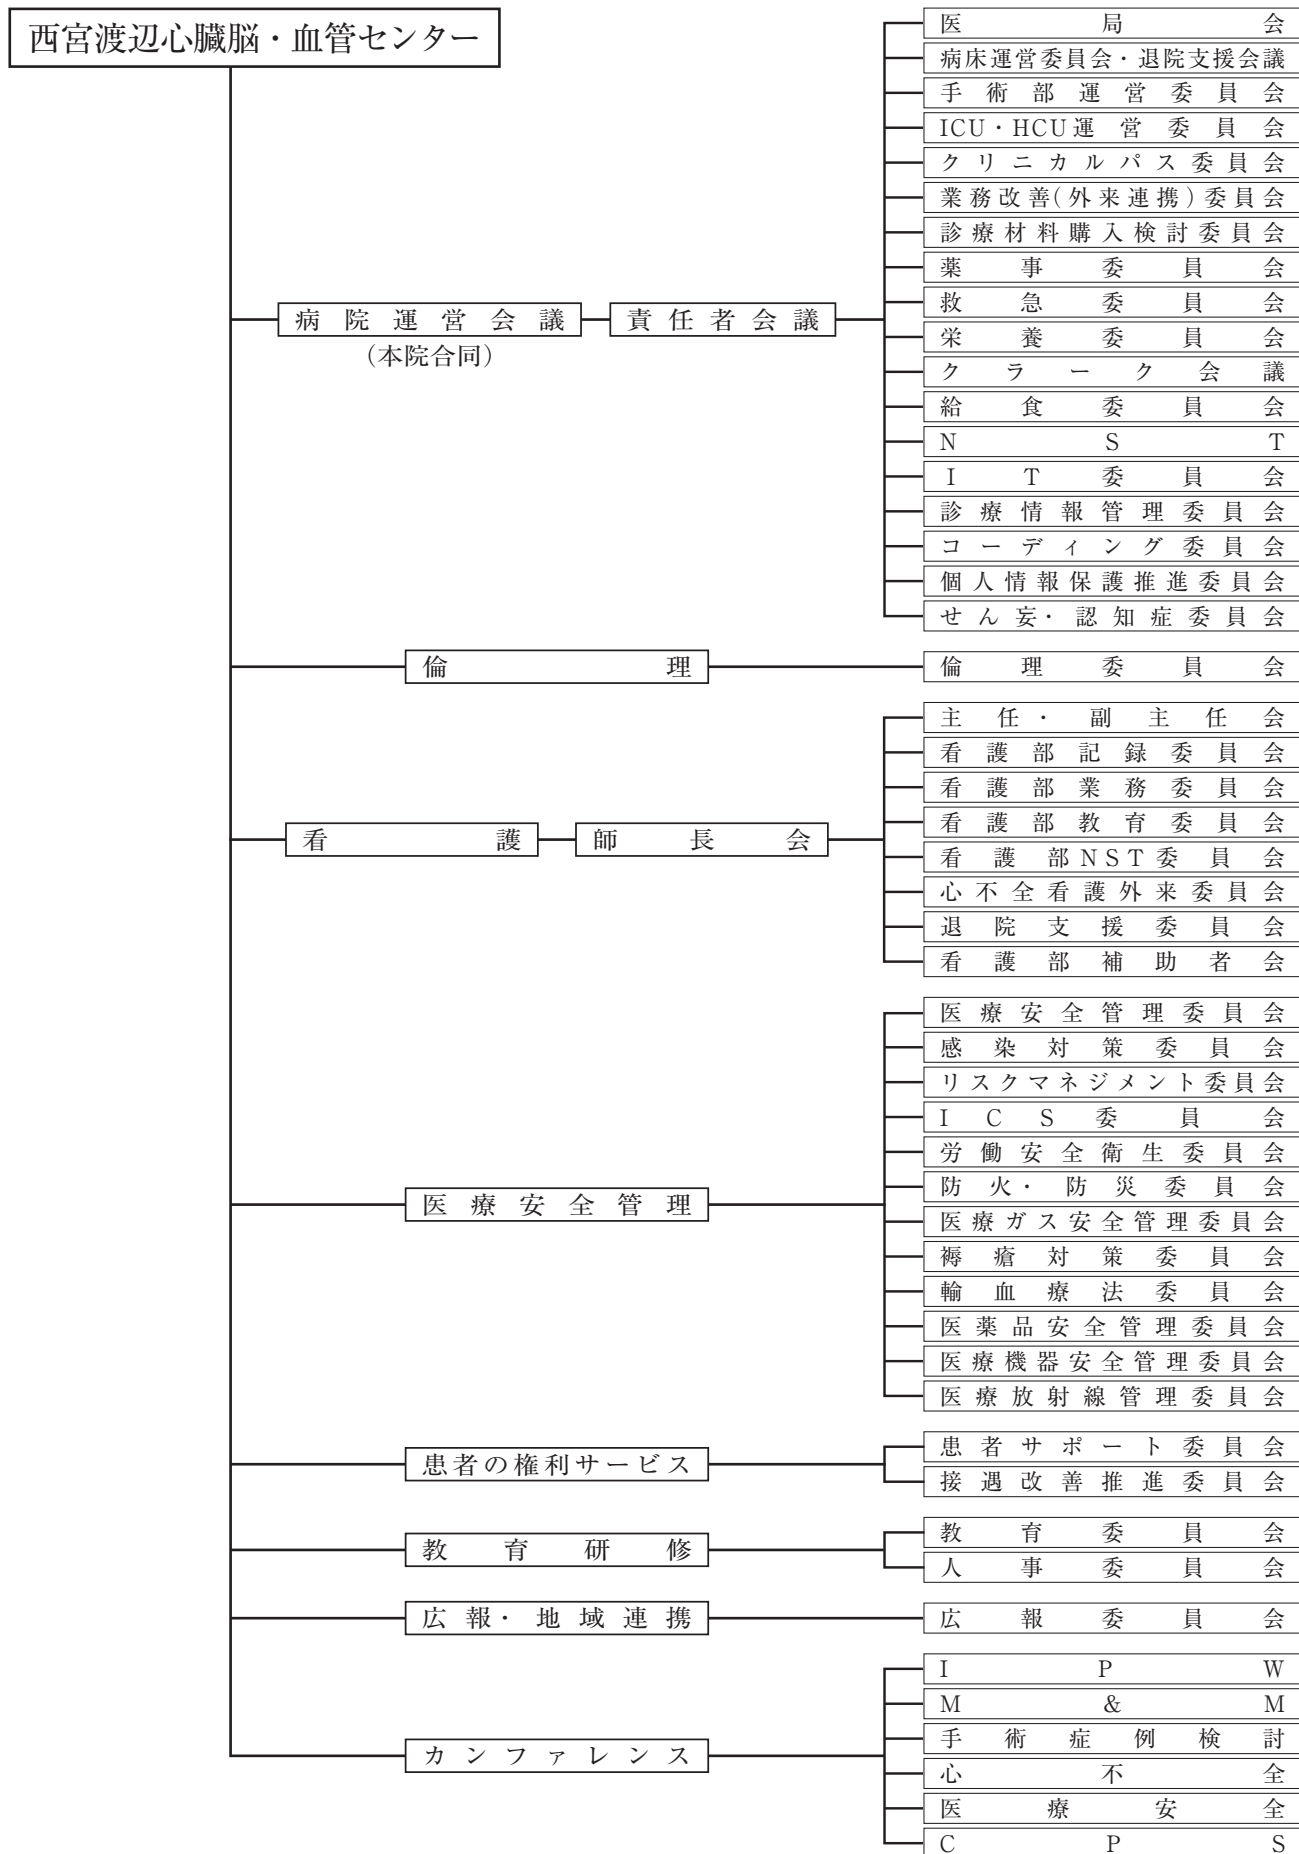 西宮渡辺心臓脳・血管センター
病院運営会議
（本院合同）
責任者会議
医局会
病床運営委員会・退院支援会議
手術部運営委員会
ICU・HCU運営委員会
クリニカルパス委員会
業務改善(外来連携)委員会
診療材料購入検討委員会
薬事委員会
救急委員会
栄養委員会
クラーク会議
給食委員会
NST
IT委員会
診療情報管理委員会
コーディング委員会
個人情報保護推進委員会
せん妄・認知症委員会
倫理
倫理委員会
看護
師長会
主任・副主任会
看護部記録委員会
看護部業務委員会
看護部教育委員会
看護部NST委員会
心不全看護外来委員会
退院支援委員会
看護部補助者会
医療安全管理
医療安全管理委員会
感染対策委員会
リスクマネジメント委員会
ICS委員会
労働安全衛生委員会
防火・防災委員会
医療ガス安全管理委員会
褥瘡対策委員会
輸血療法委員会
医薬品安全管理委員会
医療機器安全管理委員会
医療放射線管理委員会
患者の権利サービス
患者サポート委員会
接遇改善推進委員会
教育研修
教育委員会
人事委員会
広報・地域連携
広報委員会
カンファレンス
IPW
M&M
手術症例検討
心不全
医療安全
CPS